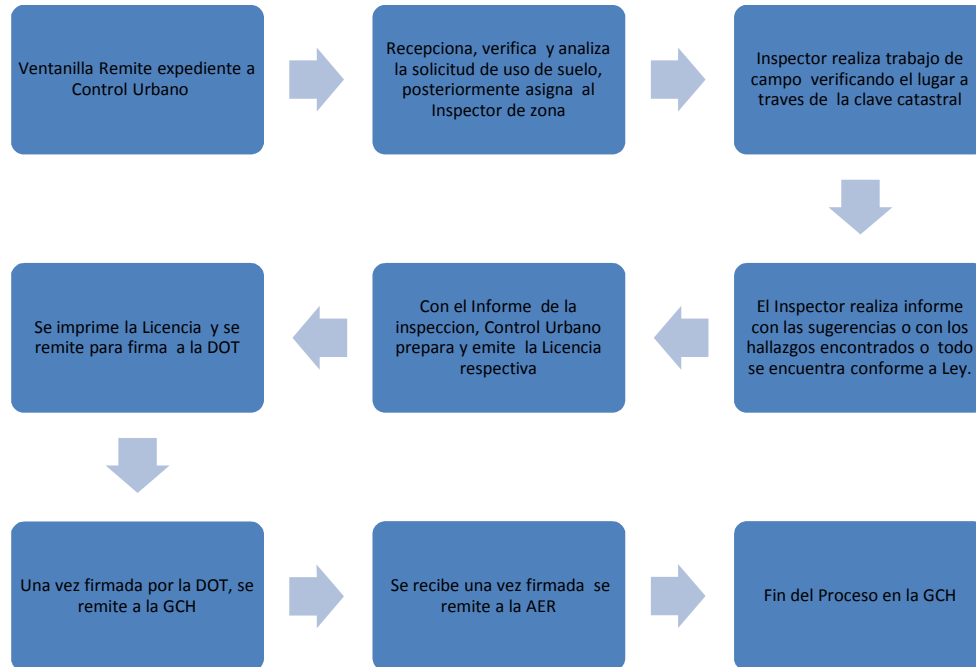 Ventanilla Remite expediente a
Control Urbano
Recepciona, verifica y analiza
la solicitud de uso de suelo,
posteriormente asigna al
Inspector de zona
Inspector realiza trabajo de
campo verificando el lugar a
traves de la clave catastral
El Inspector realiza informe
con las sugerencias o con los
hallazgos encontrados o todo
se encuentra conforme a Ley.
Con el Informe de la
inspeccion, Control Urbano
prepara y emite la Licencia
respectiva
Se imprime la Licencia y se
remite para firma a la DOT
Una vez firmada por la DOT, se
remite a la GCH
Se recibe una vez firmada se
remite a la AER
Fin del Proceso en la GCH